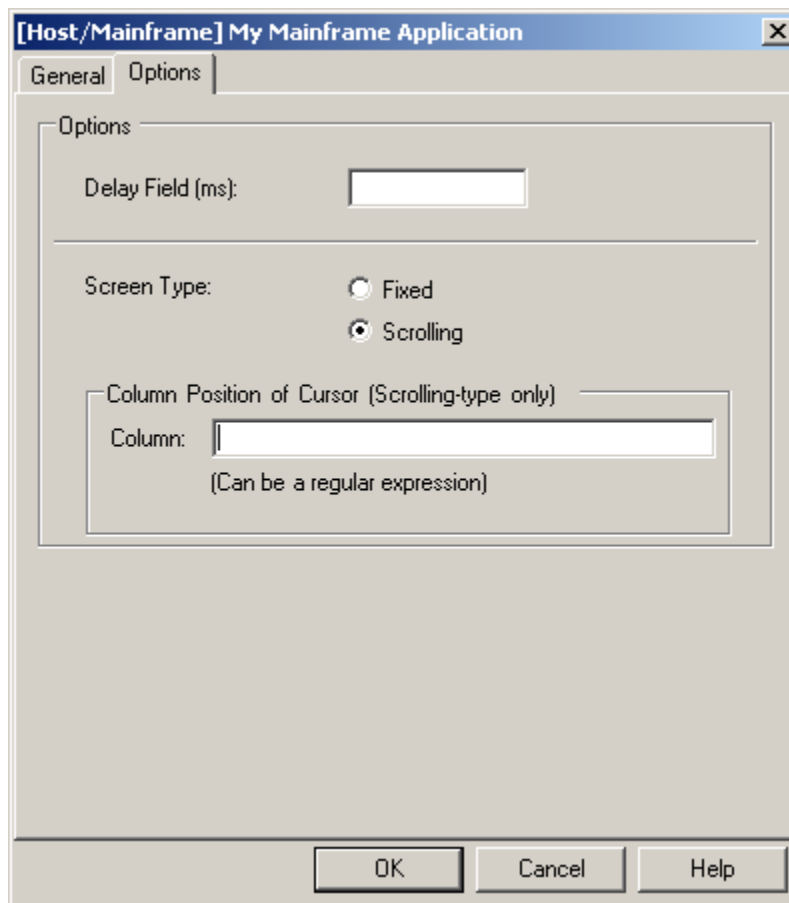 [Host/Mainframe] My Mainframe Application
General Options
Options
Delay Field (ms):
Screen Type:
Fixed
Scrolling
Column Position of Cursor (Scrolling-type only)
Column:
(Can be a regular expression)
OK Cancel Help